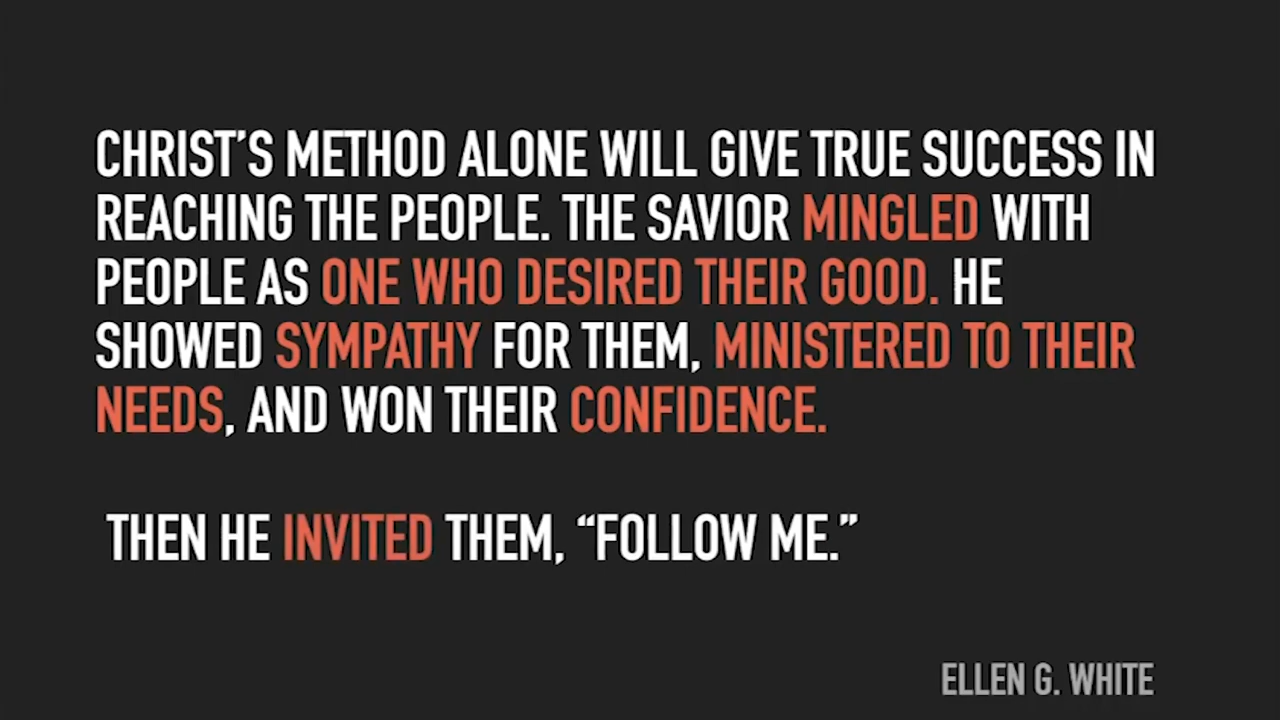 CHRIST’S METHOD ALONE WILL GIVE TRUE SUCCESS IN
REACHING THE PEOPLE. THE SAVIOR MINGLED WITH
PEOPLE AS ONE WHO DESIRED THEIR GOOD. HE
SHOWED SYMPATHY FOR THEM, MINISTERED TO THEIR
NEEDS, AND WON THEIR CONFIDENCE.
THEN HE INVITED THEM, “FOLLOW ME.”
ELLEN G. WHITE